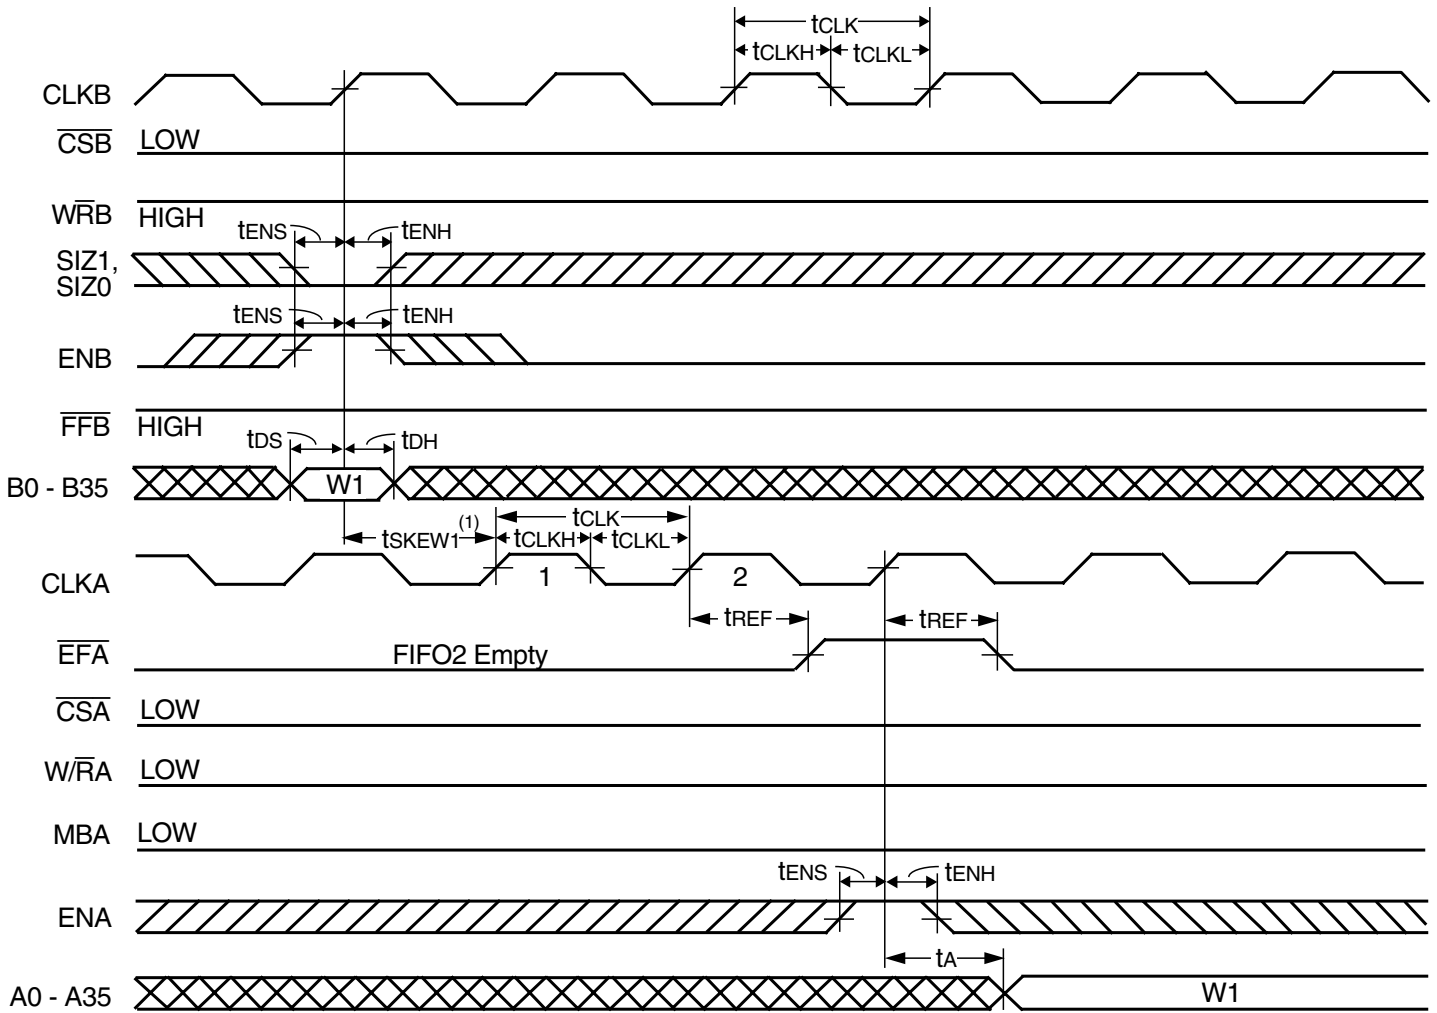 tCLK
tCLKH tCLKL
CLKB
CSB LOW
WRB HIGH
tENS tENH
SIZ1,
SIZ0
tENS tENH
ENB
FFB HIGH
tDS tDH
B0 - B35 W1
tSKEW1 (1) tCLK
tCLKH tCLKL
CLKA 1 2
tREF tREF
EFA FIFO2 Empty
CSA LOW
W/RA LOW
MBA LOW
tENS tENH
ENA
tA
A0 - A35 W1